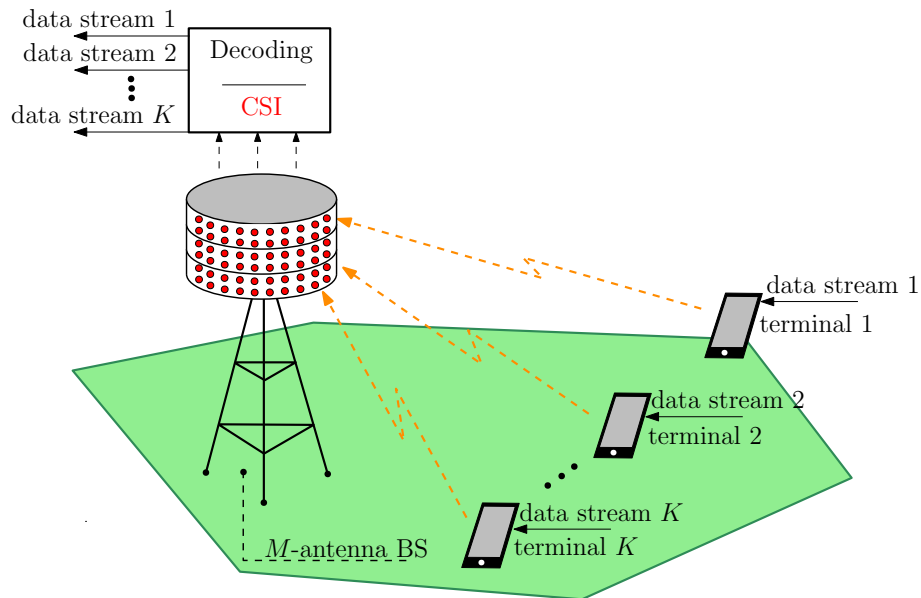 data stream 1
data stream 2
data stream K
Decoding
CSI
data stream 1
terminal 1
data stream 2
terminal 2
data stream K
terminal K
M-antenna BS